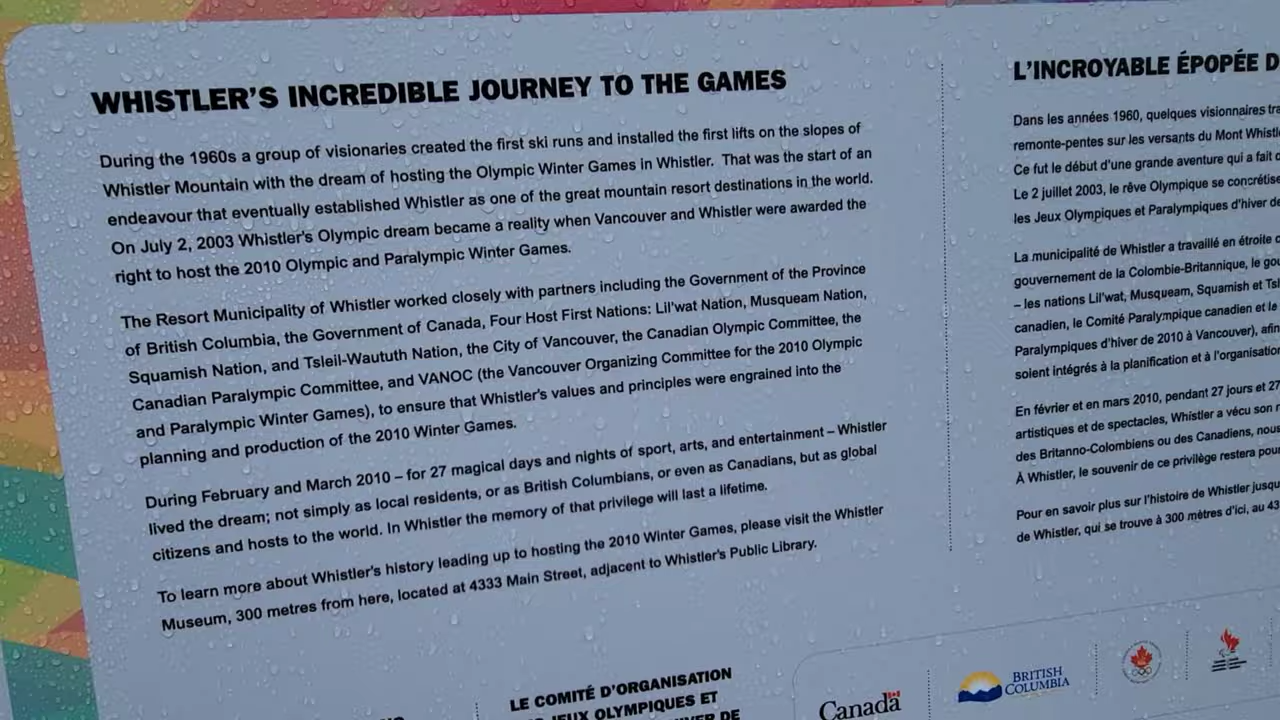 WHISTLER'S INCREDIBLE JOURNEY TO THE GAMES
During the 1960s a group of visionaries created the first ski runs and installed the first lifts on the slopes of
Whistler Mountain with the dream of hosting the Olympic Winter Games in Whistler. That was the start of an
endeavour that eventually established Whistler as one of the great mountain resort destinations in the world.
On July 2, 2003 Whistler's Olympic dream became a reality when Vancouver and Whistler were awarded the
right to host the 2010 Olympic and Paralympic Winter Games.
The Resort Municipality of Whistler worked closely with partners including the Government of the Province
of British Columbia, the Government of Canada, Four Host First Nations: Lil'wat Nation, Musqueam Nation,
Squamish Nation, and Tsleil-Waututh Nation, the City of Vancouver, the Canadian Olympic Committee, the
Canadian Paralympic Committee, and VANOC (the Vancouver Organizing Committee for the 2010 Olympic
and Paralympic Winter Games), to ensure that Whistler's values and principles were engrained into the
planning and production of the 2010 Winter Games.
During February and March 2010 – for 27 magical days and nights of sport, arts, and entertainment – Whistler
lived the dream; not simply as local residents, or as British Columbians, or even as Canadians, but as global
citizens and hosts to the world. In Whistler the memory of that privilege will last a lifetime.
To learn more about Whistler's history leading up to hosting the 2010 Winter Games, please visit the Whistler
Museum, 300 metres from here, located at 4333 Main Street, adjacent to Whistler's Public Library.
L'INCROYABLE ÉPOPÉE D
Dans les années 1960, quelques visionnaires tra
remonte-pentes sur les versants du Mont Whistl
Ce fut le début d'une grande aventure qui a fait
Le 2 juillet 2003, le rêve Olympique se concrétis
les Jeux Olympiques et Paralympiques d'hiver de
La municipalité de Whistler a travaillé en étroite
gouvernement de la Colombie-Britannique, le gou
– les nations Lil'wat, Musqueam, Squamish et Tsl
canadien, le Comité Paralympique canadien et le
Paralympiques d'hiver de 2010 à Vancouver), afin
soient intégrés à la planification et à l'organisation
En février et en mars 2010, pendant 27 jours et 27
artistiques et de spectacles, Whistler a vécu son
des Britanno-Colombiens ou des Canadiens, nous
À Whistler, le souvenir de ce privilège restera pour
Pour en savoir plus sur l'histoire de Whistler jusqu
de Whistler, qui se trouve à 300 mètres d'ici, au 43
LE COMITÉ D'ORGANISATION
JEUX OLYMPIQUES ET
HIVER DE
Canada
BRITISH
COLUMBIA